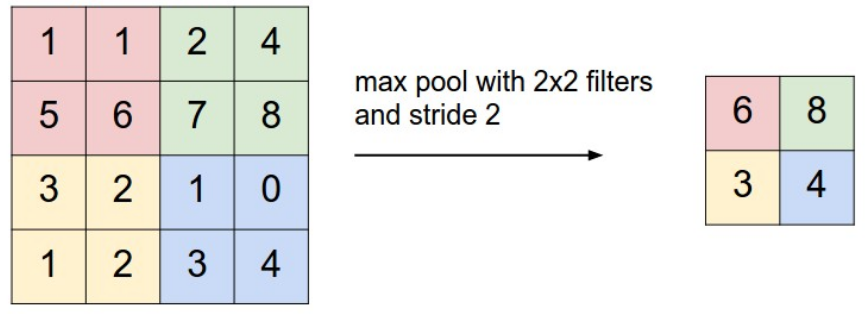 1 1 2 4
5 6 7 8
3 2 1 0
1 2 3 4
max pool with 2x2 filters
and stride 2
6 8
3 4